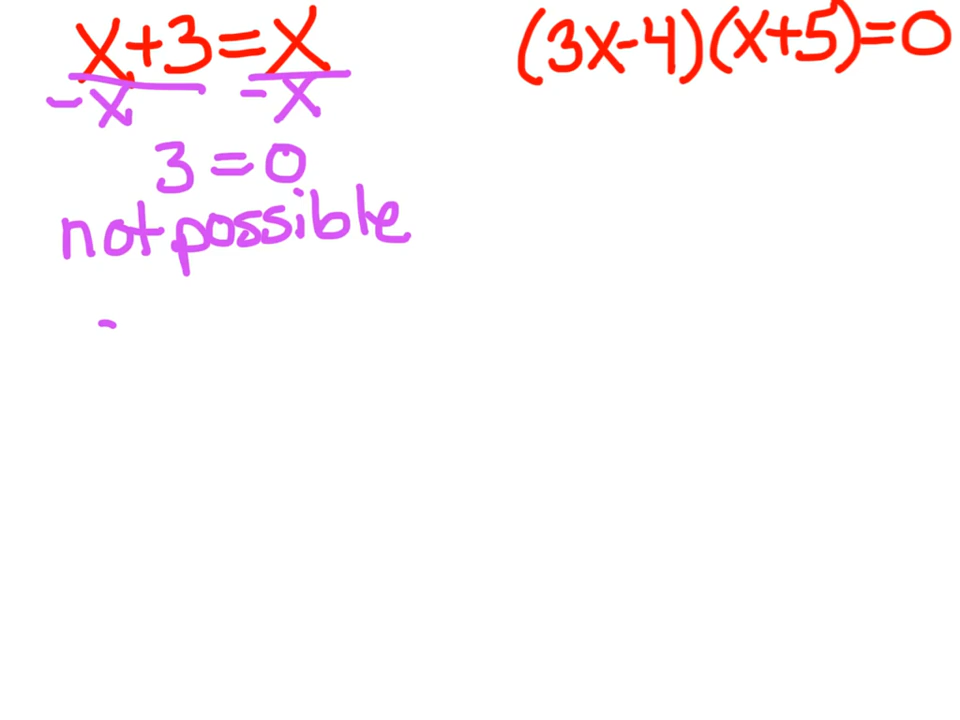 x+3=x
-x -x
3=0
not possible
-
(3x-4)(x+5)=0